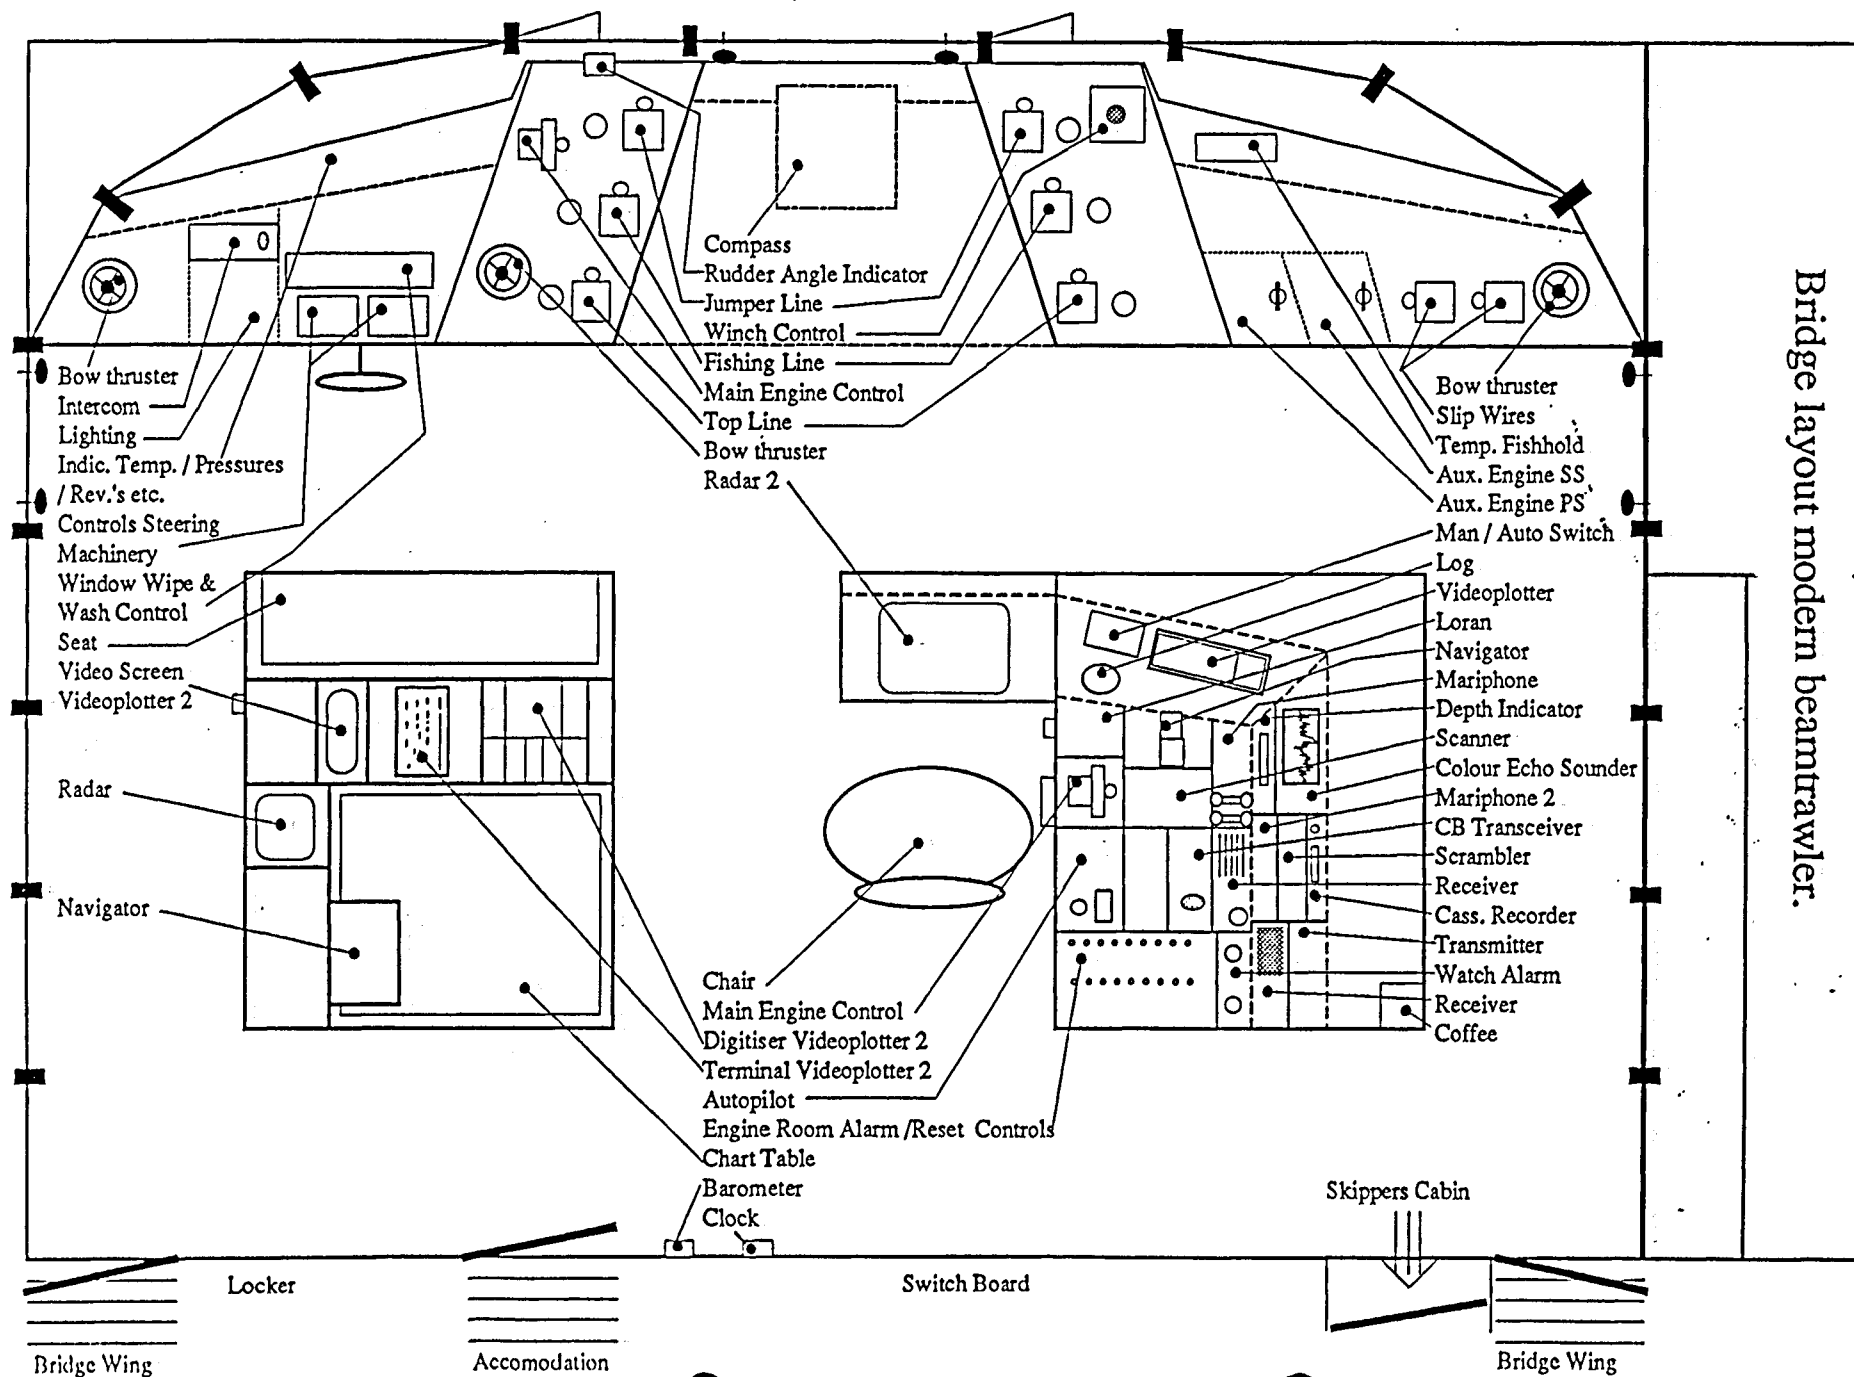 Bridge layout modern beamtrawler.
Compass
Rudder Angle Indicator
Jumper Line
Winch Control
Fishing Line
Main Engine Control
Top Line
Bow thruster
Radar 2
Bow thruster
Intercom
Lighting
Indic. Temp. / Pressures
/ Rev.'s etc.
Controls Steering
Machinery
Window Wipe &
Wash Control
Seat
Video Screen
Videoplotter 2
Radar
Navigator
Bow thruster
Slip Wires
Temp. Fishhold
Aux. Engine SS
Aux. Engine PS
Man / Auto Switch
Log
Videoplotter
Loran
Navigator
Mariphone
Depth Indicator
Scanner
Colour Echo Sounder
Mariphone 2
CB Transceiver
Scrambler
Receiver
Cass. Recorder
Transmitter
Watch Alarm
Receiver
Coffee
Chair
Main Engine Control
Digitiser Videoplotter 2
Terminal Videoplotter 2
Autopilot
Engine Room Alarm /Reset Controls
Chart Table
Barometer
Clock
Skippers Cabin
Locker
Switch Board
Bridge Wing
Accomodation
Bridge Wing